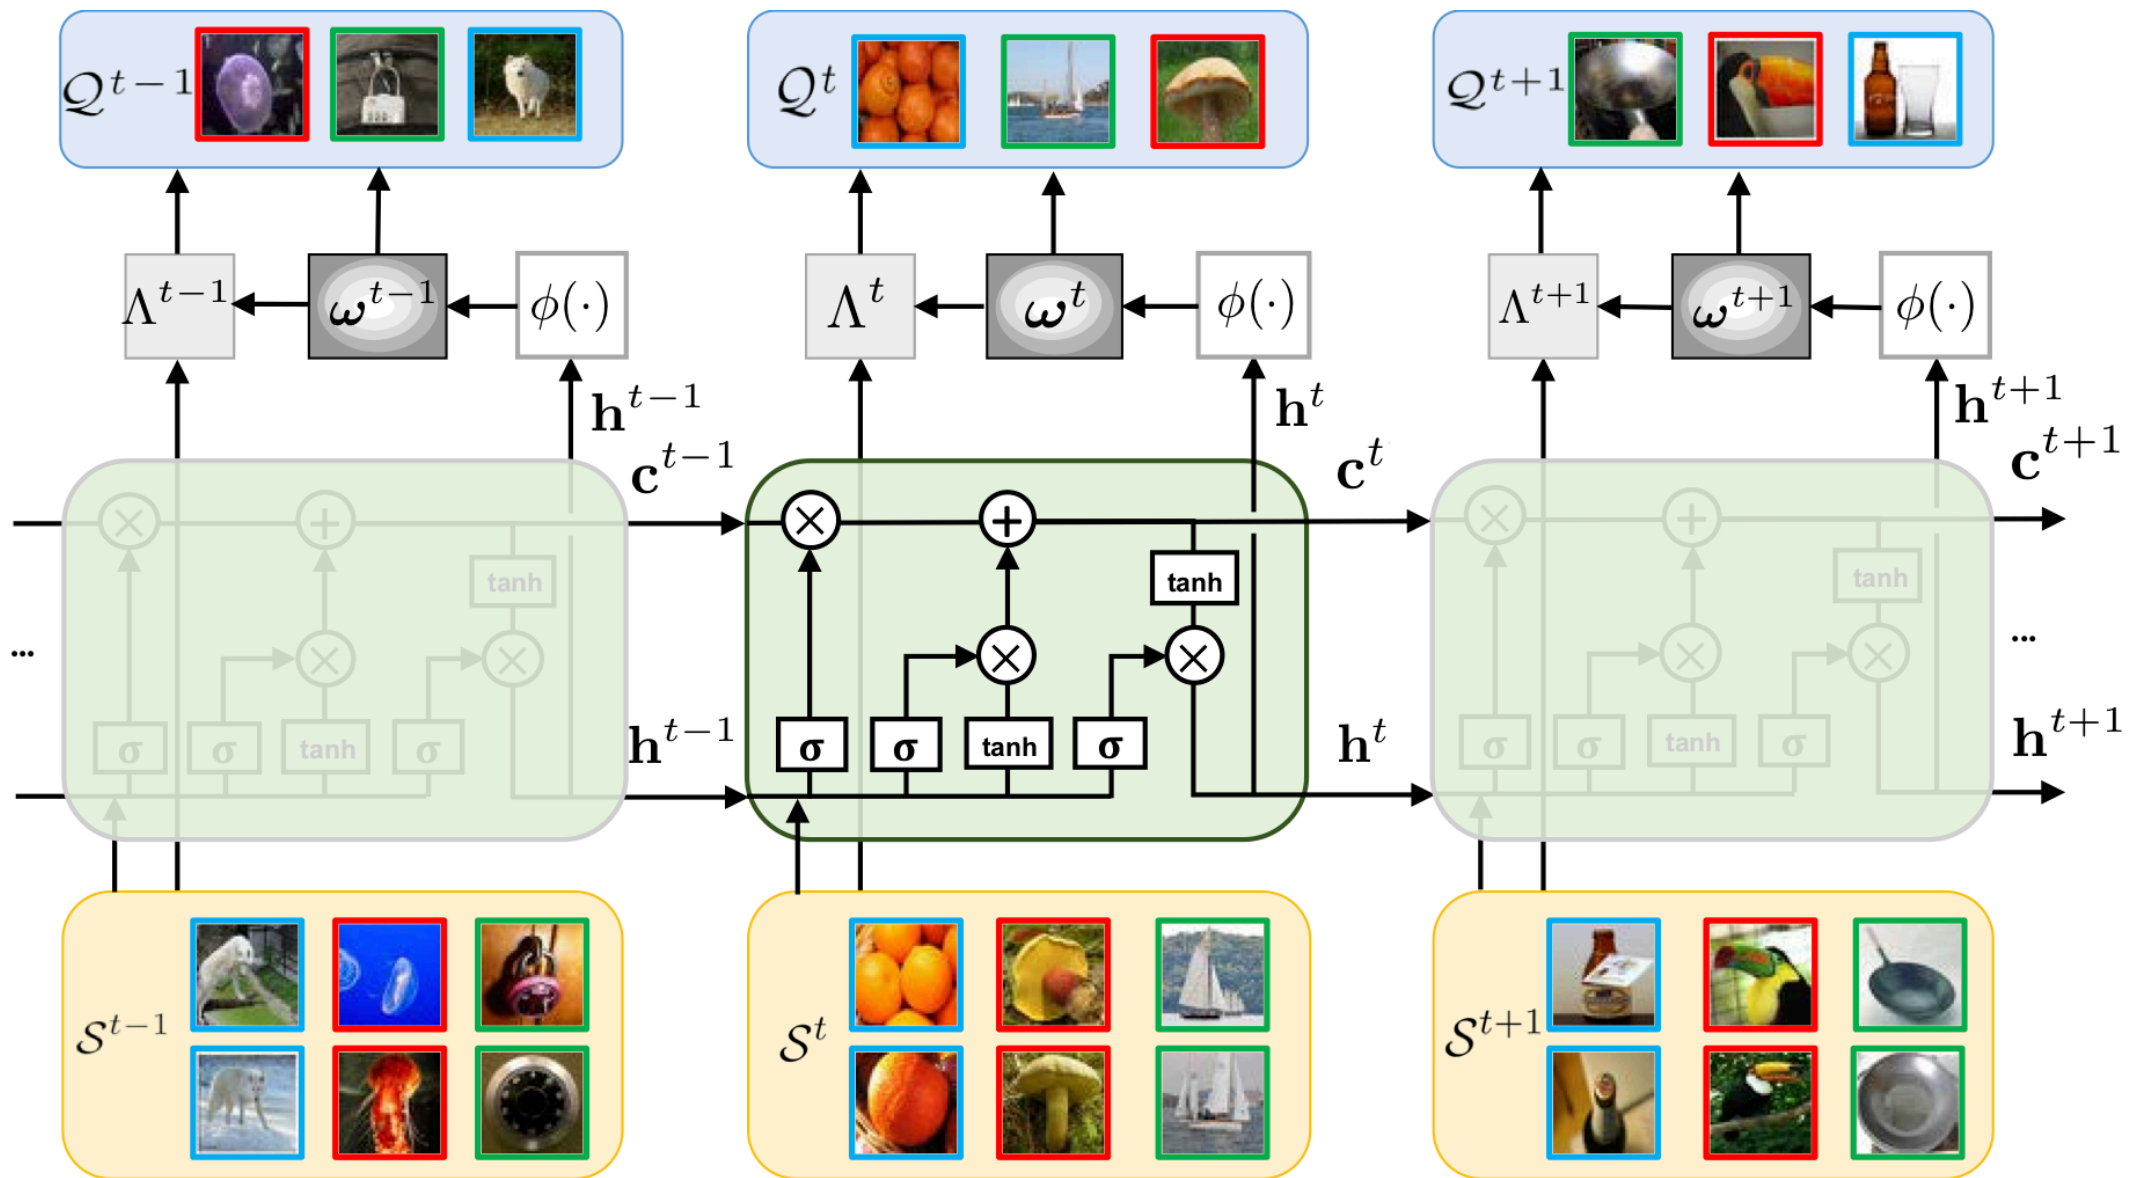 𝒬^{t−1} 𝒬^t 𝒬^{t+1}
Λ^{t−1} ω^{t−1} ϕ(·) Λ^t ω^t ϕ(·) Λ^{t+1} ω^{t+1} ϕ(·)
h^{t−1} h^t h^{t+1}
c^{t−1} c^t c^{t+1}
× + × + × +
tanh tanh tanh
... × × × × × × ...
σ σ tanh σ h^{t−1} σ σ tanh σ h^t σ σ tanh σ h^{t+1}
𝒮^{t−1} 𝒮^t 𝒮^{t+1}